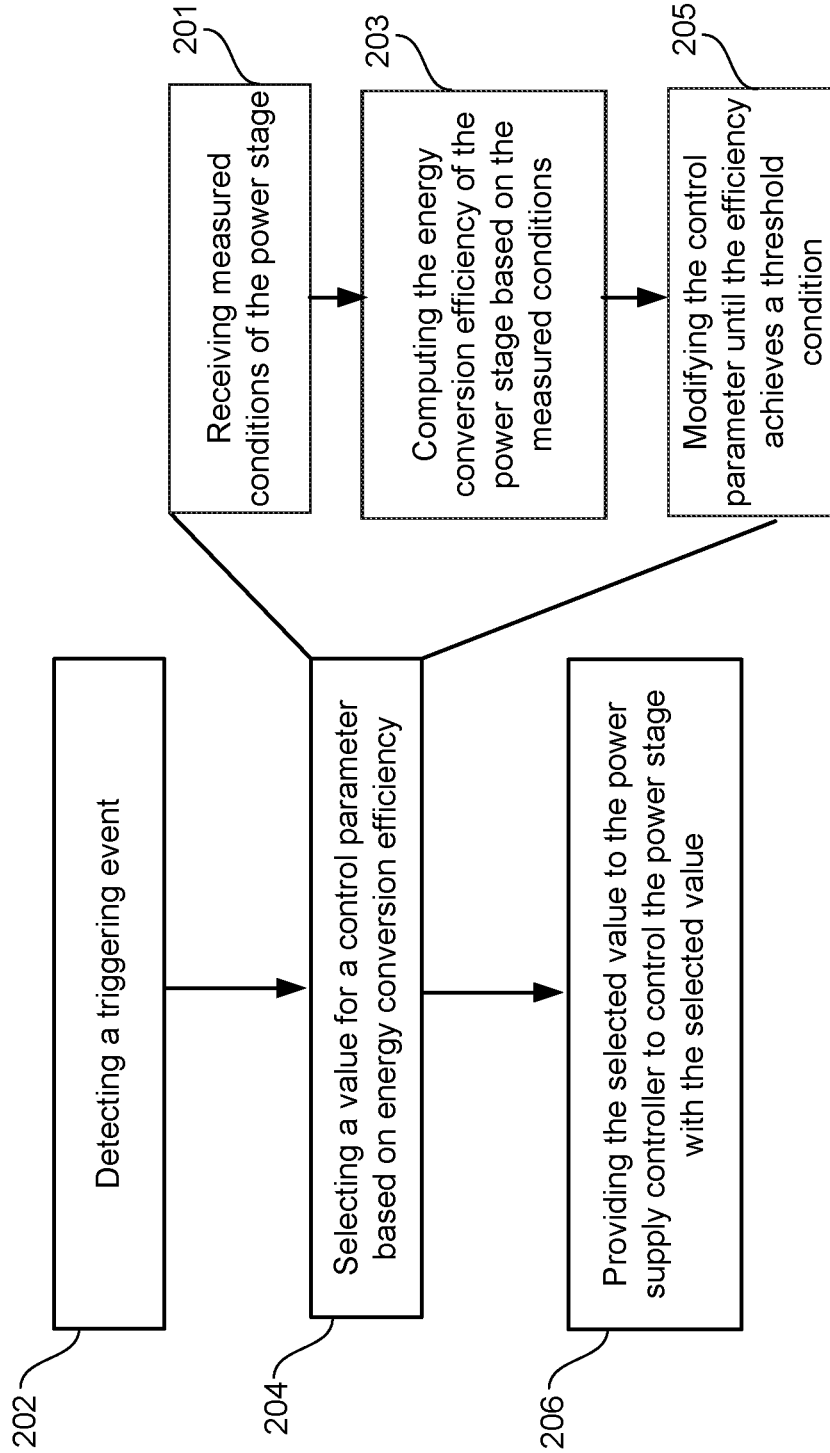 202
Detecting a triggering event
204
Selecting a value for a control parameter
based on energy conversion efficiency
206
Providing the selected value to the power
supply controller to control the power stage
with the selected value
201
Receiving measured
conditions of the power stage
203
Computing the energy
conversion efficiency of the
power stage based on the
measured conditions
205
Modifying the control
parameter until the efficiency
achieves a threshold
condition